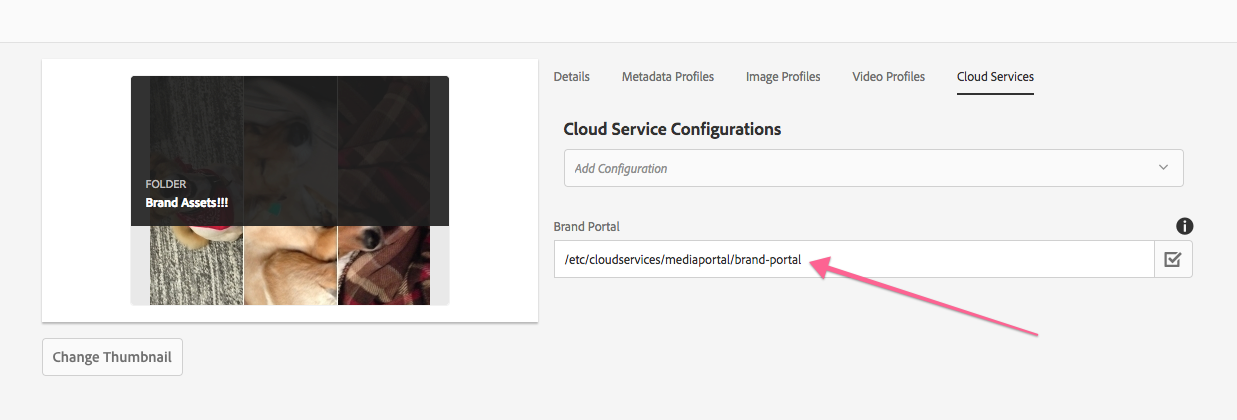 Details Metadata Profiles Image Profiles Video Profiles Cloud Services
Cloud Service Configurations
Add Configuration
FOLDER
Brand Assets!!!
Brand Portal
/etc/cloudservices/mediaportal/brand-portal
Change Thumbnail